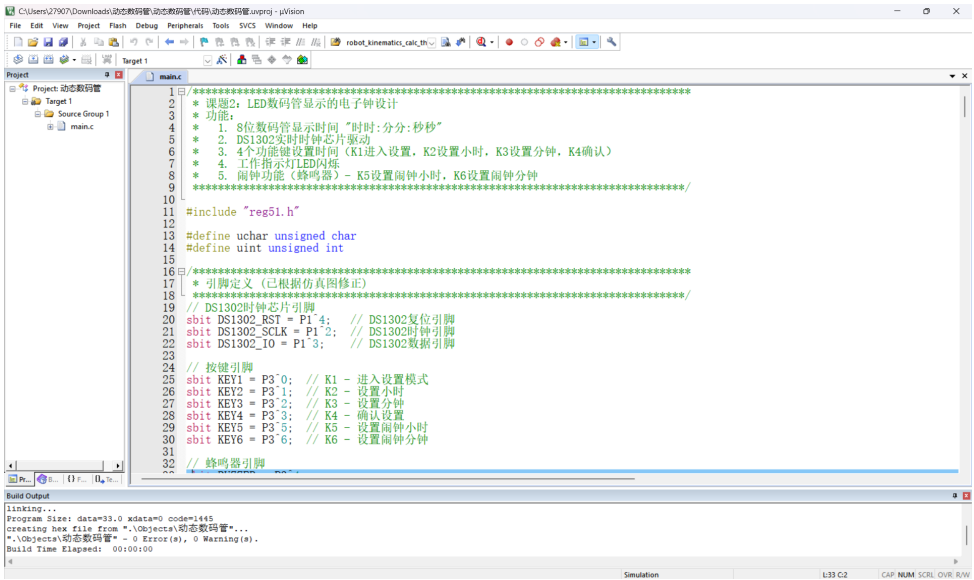 C:\Users\27907\Downloads\动态数码管\动态数码管\代码\动态数码管.uvproj - µVision
File Edit View Project Flash Debug Peripherals Tools SVCS Window Help
robot_kinematics_calc_th
Target 1
Project
main.c
Project: 动态数码管
Target 1
Source Group 1
main.c
1 /*******************************************************************************
2 * 课题2: LED数码管显示的电子钟设计
3 * 功能:
4 * 1. 8位数码管显示时间 "时时:分分:秒秒"
5 * 2. DS1302实时时钟芯片驱动
6 * 3. 4个功能键设置时间（K1进入设置，K2设置小时，K3设置分钟，K4确认）
7 * 4. 工作指示灯LED闪烁
8 * 5. 闹钟功能（蜂鸣器）- K5设置闹钟小时，K6设置闹钟分钟
9 ******************************************************************************/
10
11 #include "reg51.h"
12
13 #define uchar unsigned char
14 #define uint unsigned int
15
16 /*******************************************************************************
17 * 引脚定义 (已根据仿真图修正)
18 ******************************************************************************/
19 // DS1302时钟芯片引脚
20 sbit DS1302_RST = P1^4; // DS1302复位引脚
21 sbit DS1302_SCLK = P1^2; // DS1302时钟引脚
22 sbit DS1302_IO = P1^3; // DS1302数据引脚
23
24 // 按键引脚
25 sbit KEY1 = P3^0; // K1 - 进入设置模式
26 sbit KEY2 = P3^1; // K2 - 设置小时
27 sbit KEY3 = P3^2; // K3 - 设置分钟
28 sbit KEY4 = P3^3; // K4 - 确认设置
29 sbit KEY5 = P3^5; // K5 - 设置闹钟小时
30 sbit KEY6 = P3^6; // K6 - 设置闹钟分钟
31
32 // 蜂鸣器引脚
Pr... B... {} F... 0 Te...
Build Output
linking...
Program Size: data=33.0 xdata=0 code=1445
creating hex file from ".\Objects\动态数码管"...
".\Objects\动态数码管" - 0 Error(s), 0 Warning(s).
Build Time Elapsed: 00:00:00
Simulation L:33 C:2 CAP NUM SCRL OVR R/W